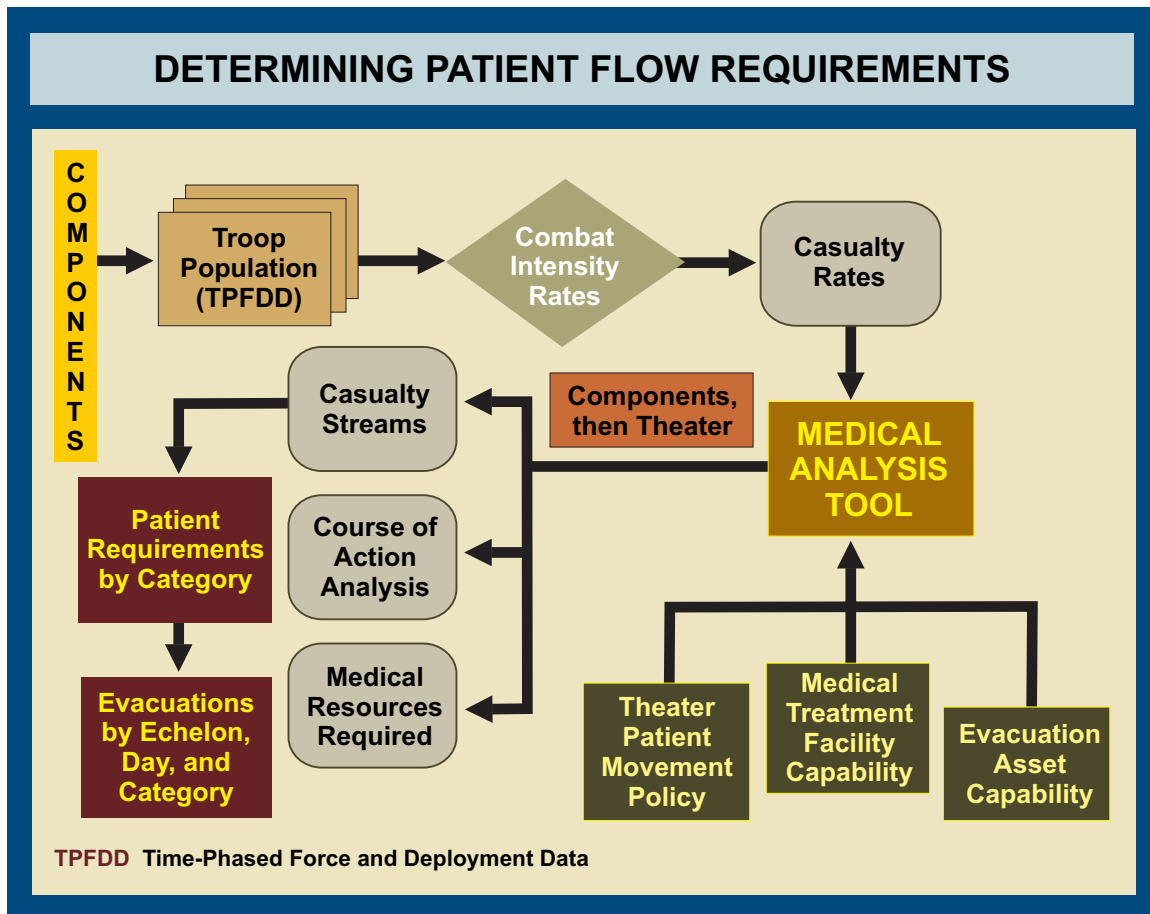 DETERMINING PATIENT FLOW REQUIREMENTS
COMPONENTS
Troop
Population
(TPFDD)
Combat
Intensity
Rates
Casualty
Rates
Casualty
Streams
Components,
then Theater
MEDICAL
ANALYSIS
TOOL
Patient
Requirements
by Category
Course of
Action
Analysis
Evacuations
by Echelon,
Day, and
Category
Medical
Resources
Required
Theater
Patient
Movement
Policy
Medical
Treatment
Facility
Capability
Evacuation
Asset
Capability
TPFDD Time-Phased Force and Deployment Data